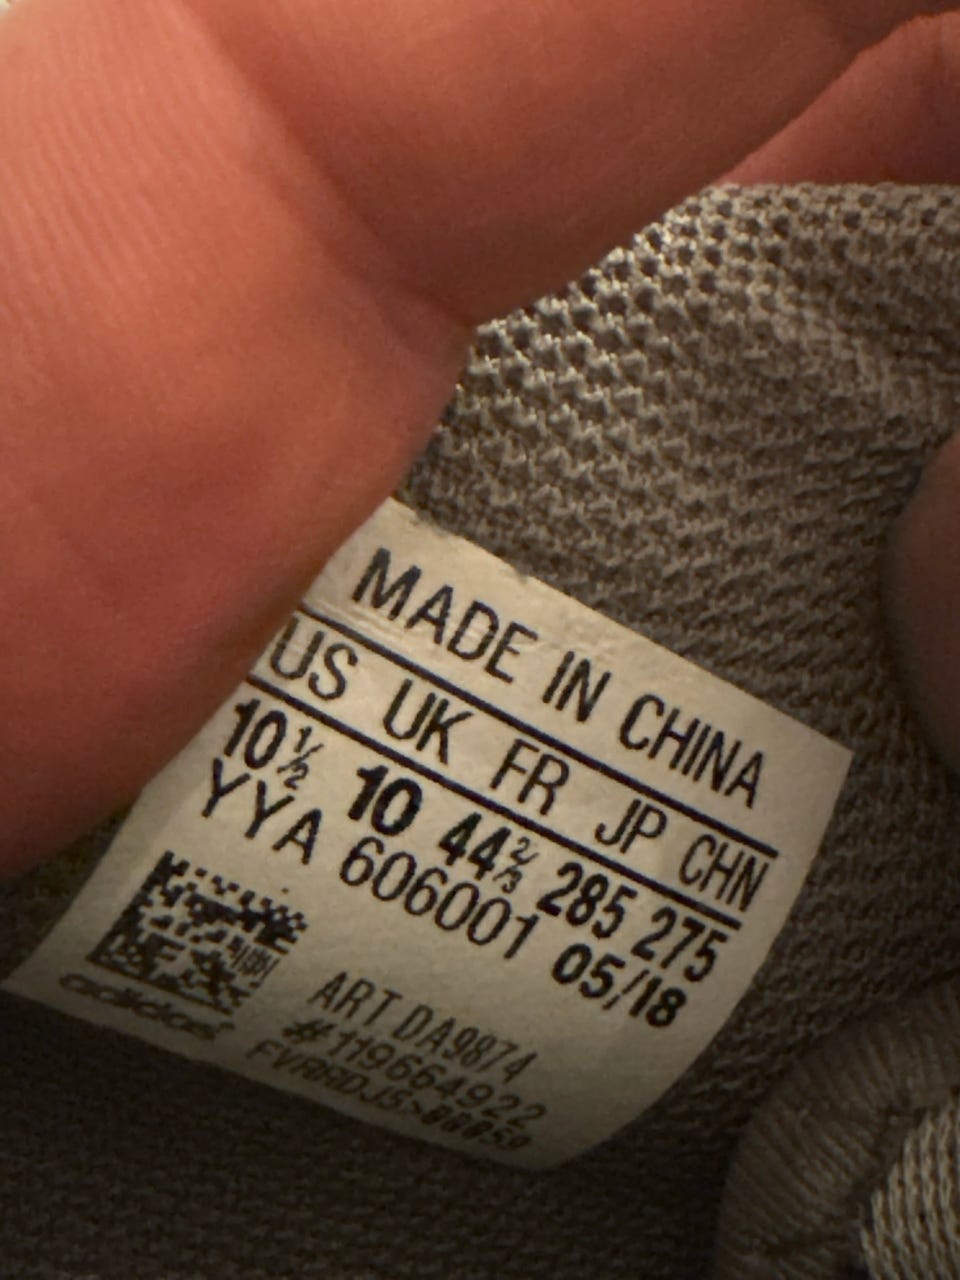 MADE IN CHINA
US UK FR JP CHN
10½ 10 44⅔ 285 275
YYA 606001 05/18
ART DA9874
#119664922
adidas